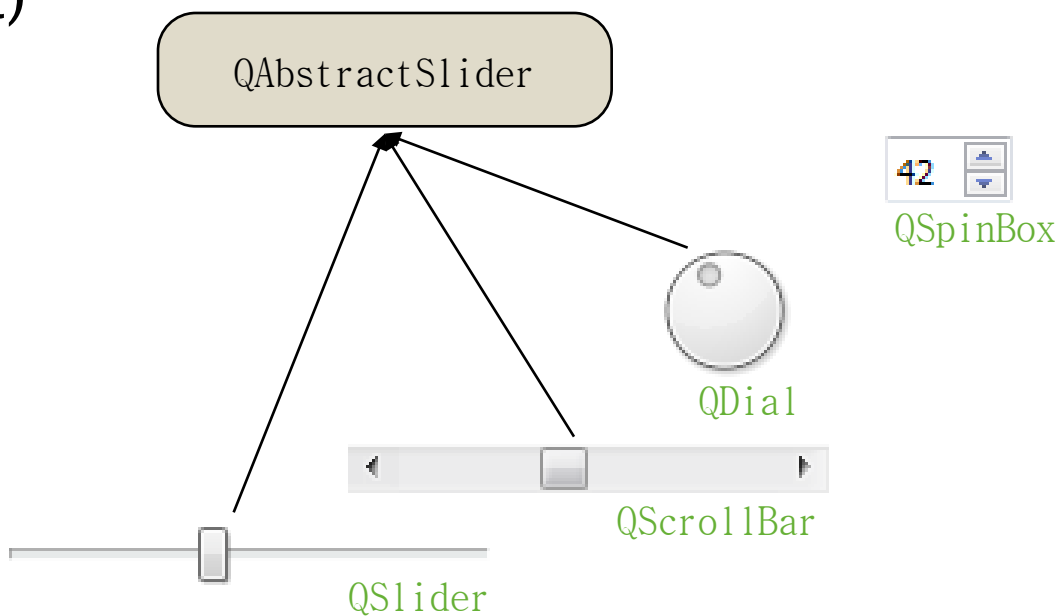 )
QAbstractSlider
42
QSpinBox
QDial
QScrollBar
QSlider